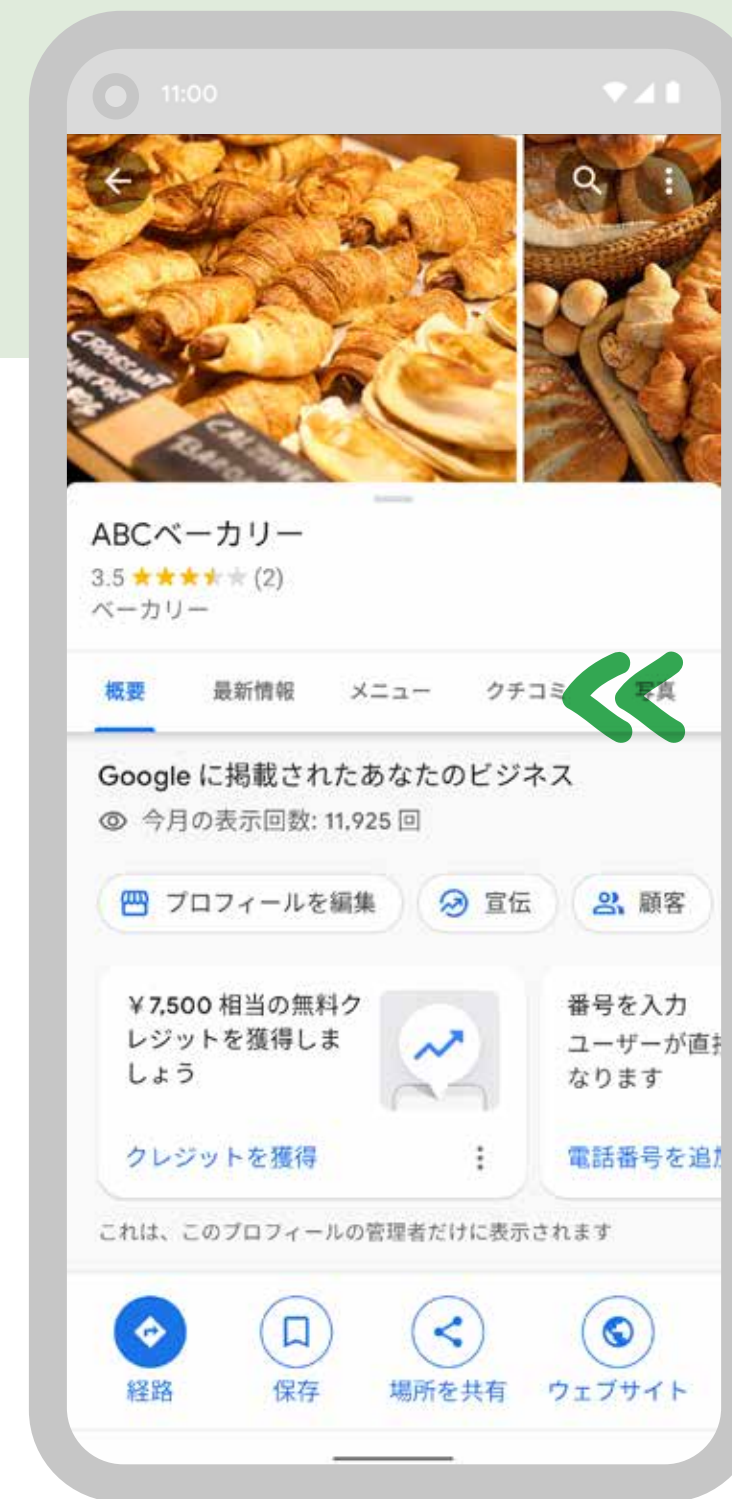 11:00
CROISSANT
ABCベーカリー
3.5 (2)
ベーカリー
概要 最新情報 メニュー クチコミ 写真
Google に掲載されたあなたのビジネス
今月の表示回数: 11,925 回
プロフィールを編集 宣伝 顧客
¥7,500 相当の無料ク
レジットを獲得しま
しょう
クレジットを獲得
番号を入力
ユーザーが直接
なります
電話番号を追加
これは、このプロフィールの管理者だけに表示されます
経路 保存 場所を共有 ウェブサイト